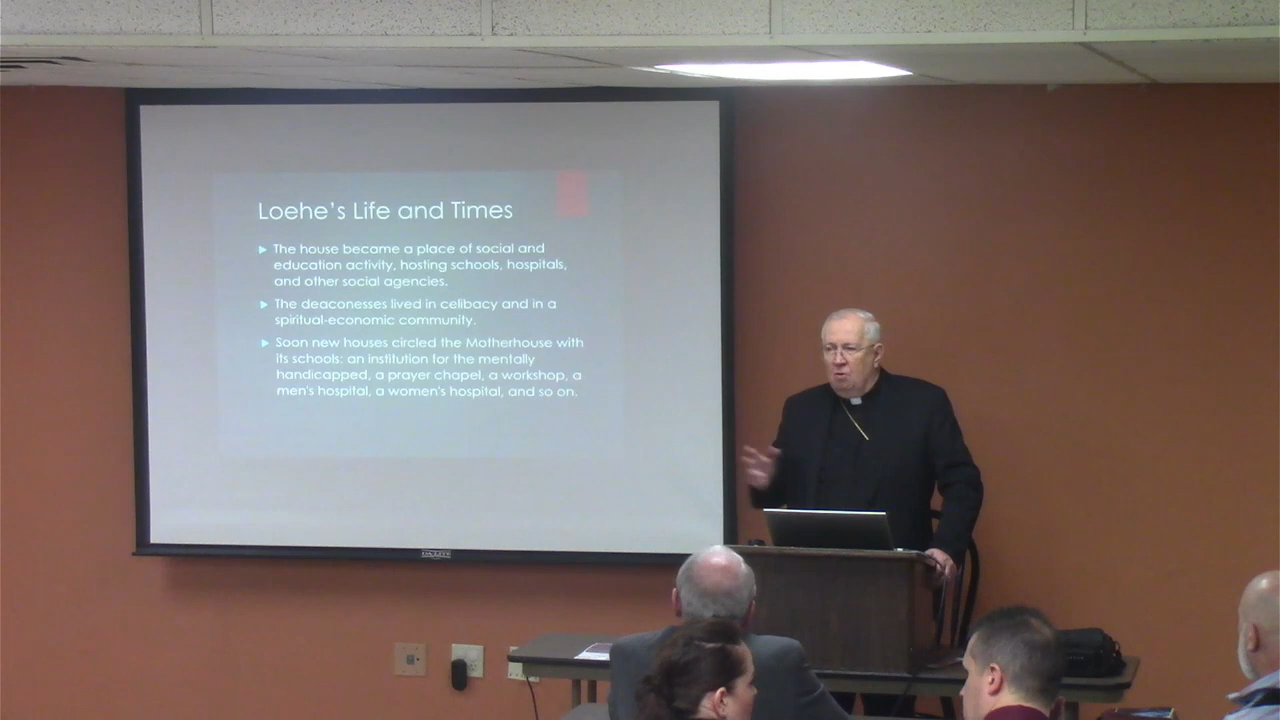 Loehe's Life and Times
The house became a place of social and
education activity, hosting schools, hospitals,
and other social agencies.
The deaconesses lived in celibacy and in a
spiritual-economic community.
Soon new houses circled the Motherhouse with
its schools: an institution for the mentally
handicapped, a prayer chapel, a workshop, a
men's hospital, a women's hospital, and so on.
DA-LITE